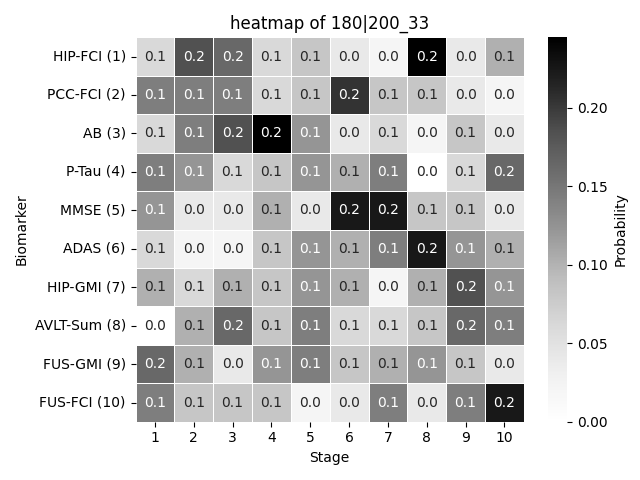 heatmap of 180|200_33
HIP-FCI (1) 0.1 0.2 0.2 0.1 0.1 0.0 0.0 0.2 0.0 0.1
PCC-FCI (2) 0.1 0.1 0.1 0.1 0.1 0.2 0.1 0.1 0.0 0.0
AB (3) 0.1 0.1 0.2 0.2 0.1 0.0 0.1 0.0 0.1 0.0
P-Tau (4) 0.1 0.1 0.1 0.1 0.1 0.1 0.1 0.0 0.1 0.2
MMSE (5) 0.1 0.0 0.0 0.1 0.0 0.2 0.2 0.1 0.1 0.0
ADAS (6) 0.1 0.0 0.0 0.1 0.1 0.1 0.1 0.2 0.1 0.1
HIP-GMI (7) 0.1 0.1 0.1 0.1 0.1 0.1 0.0 0.1 0.2 0.1
AVLT-Sum (8) 0.0 0.1 0.2 0.1 0.1 0.1 0.1 0.1 0.2 0.1
FUS-GMI (9) 0.2 0.1 0.0 0.1 0.1 0.1 0.1 0.1 0.1 0.0
FUS-FCI (10) 0.1 0.1 0.1 0.1 0.0 0.0 0.1 0.0 0.1 0.2
1 2 3 4 5 6 7 8 9 10
Stage
Biomarker
0.20
0.15
0.10
0.05
0.00
Probability